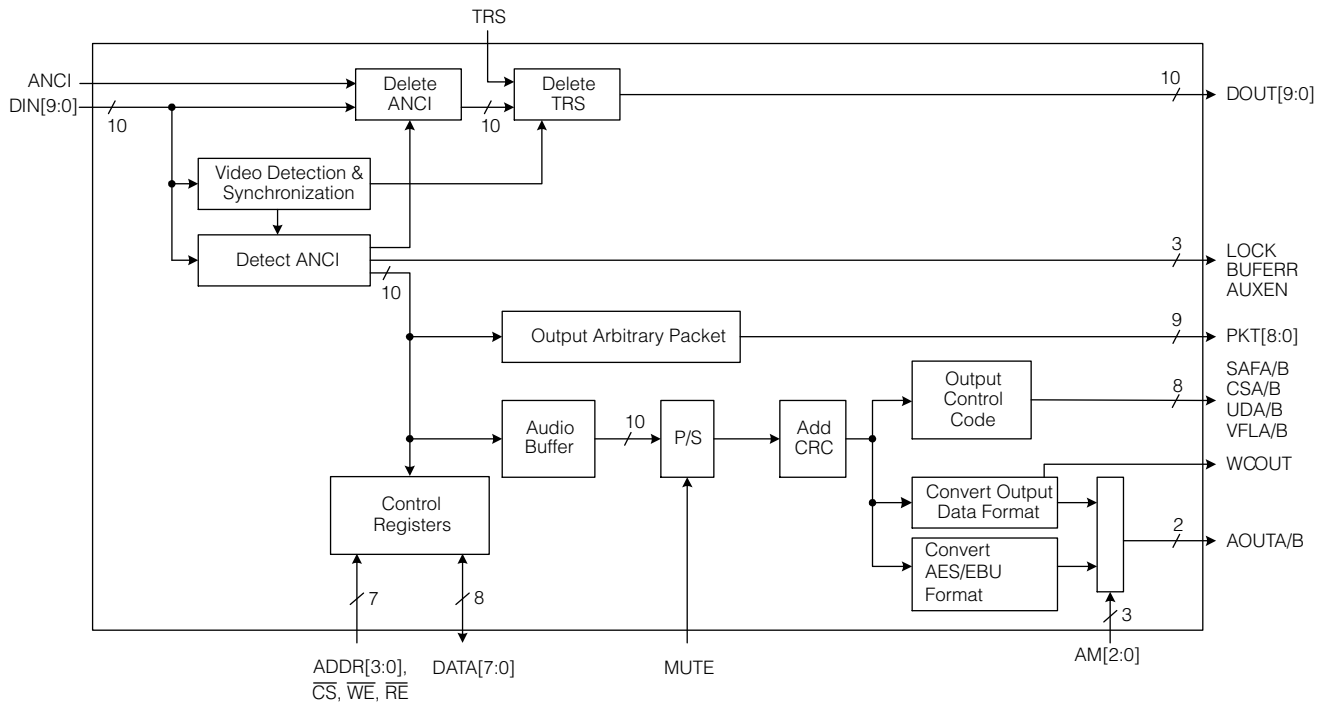 TRS
ANCI
DIN[9:0]
10
Delete
ANCI
10
Delete
TRS
10
DOUT[9:0]
Video Detection &
Synchronization
Detect ANCI
10
3
LOCK
BUFERR
AUXEN
Output Arbitrary Packet
9
PKT[8:0]
Audio
Buffer
10
P/S
Add
CRC
Output
Control
Code
8
SAFA/B
CSA/B
UDA/B
VFLA/B
WCOUT
Control
Registers
Convert Output
Data Format
Convert
AES/EBU
Format
2
AOUTA/B
7
8
3
ADDR[3:0],
CS, WE, RE
DATA[7:0]
MUTE
AM[2:0]